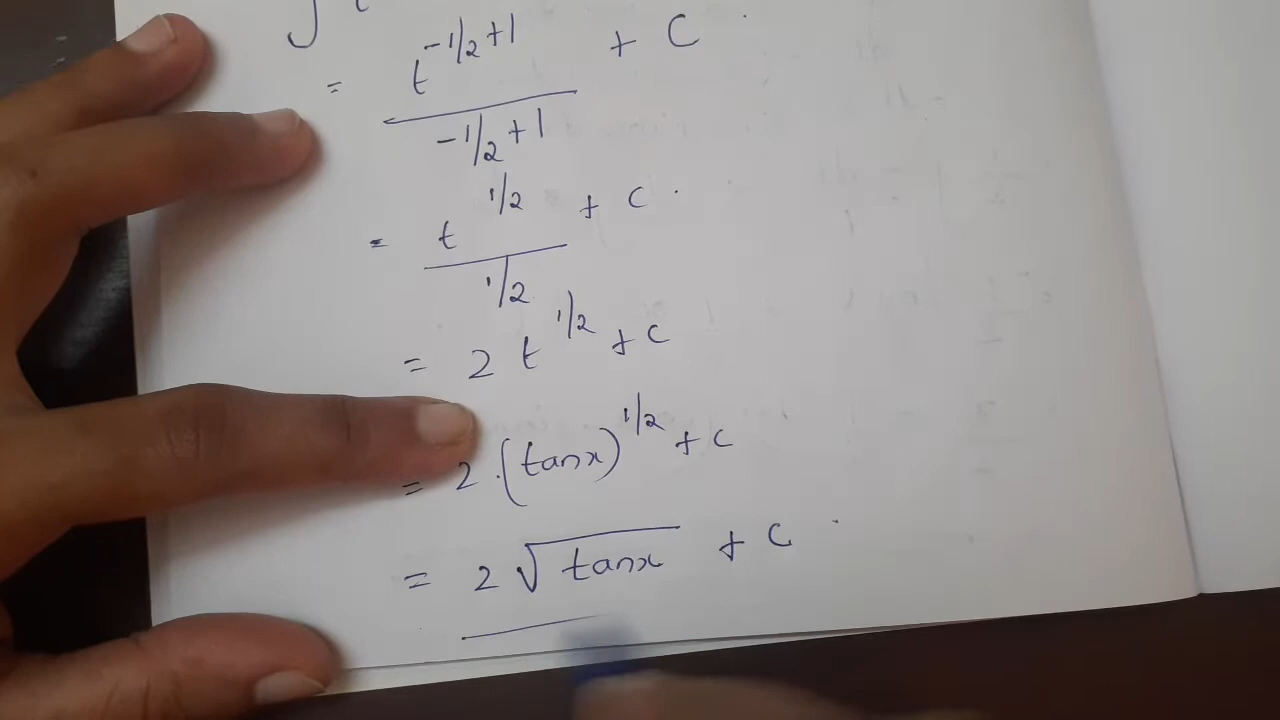 ∫ t
= t^{-1/2+1} / (-1/2+1) + C
= t^{1/2} / (1/2) + C
= 2 t^{1/2} + C
= 2 . (tanx)^{1/2} + C
= 2 √tanx + C